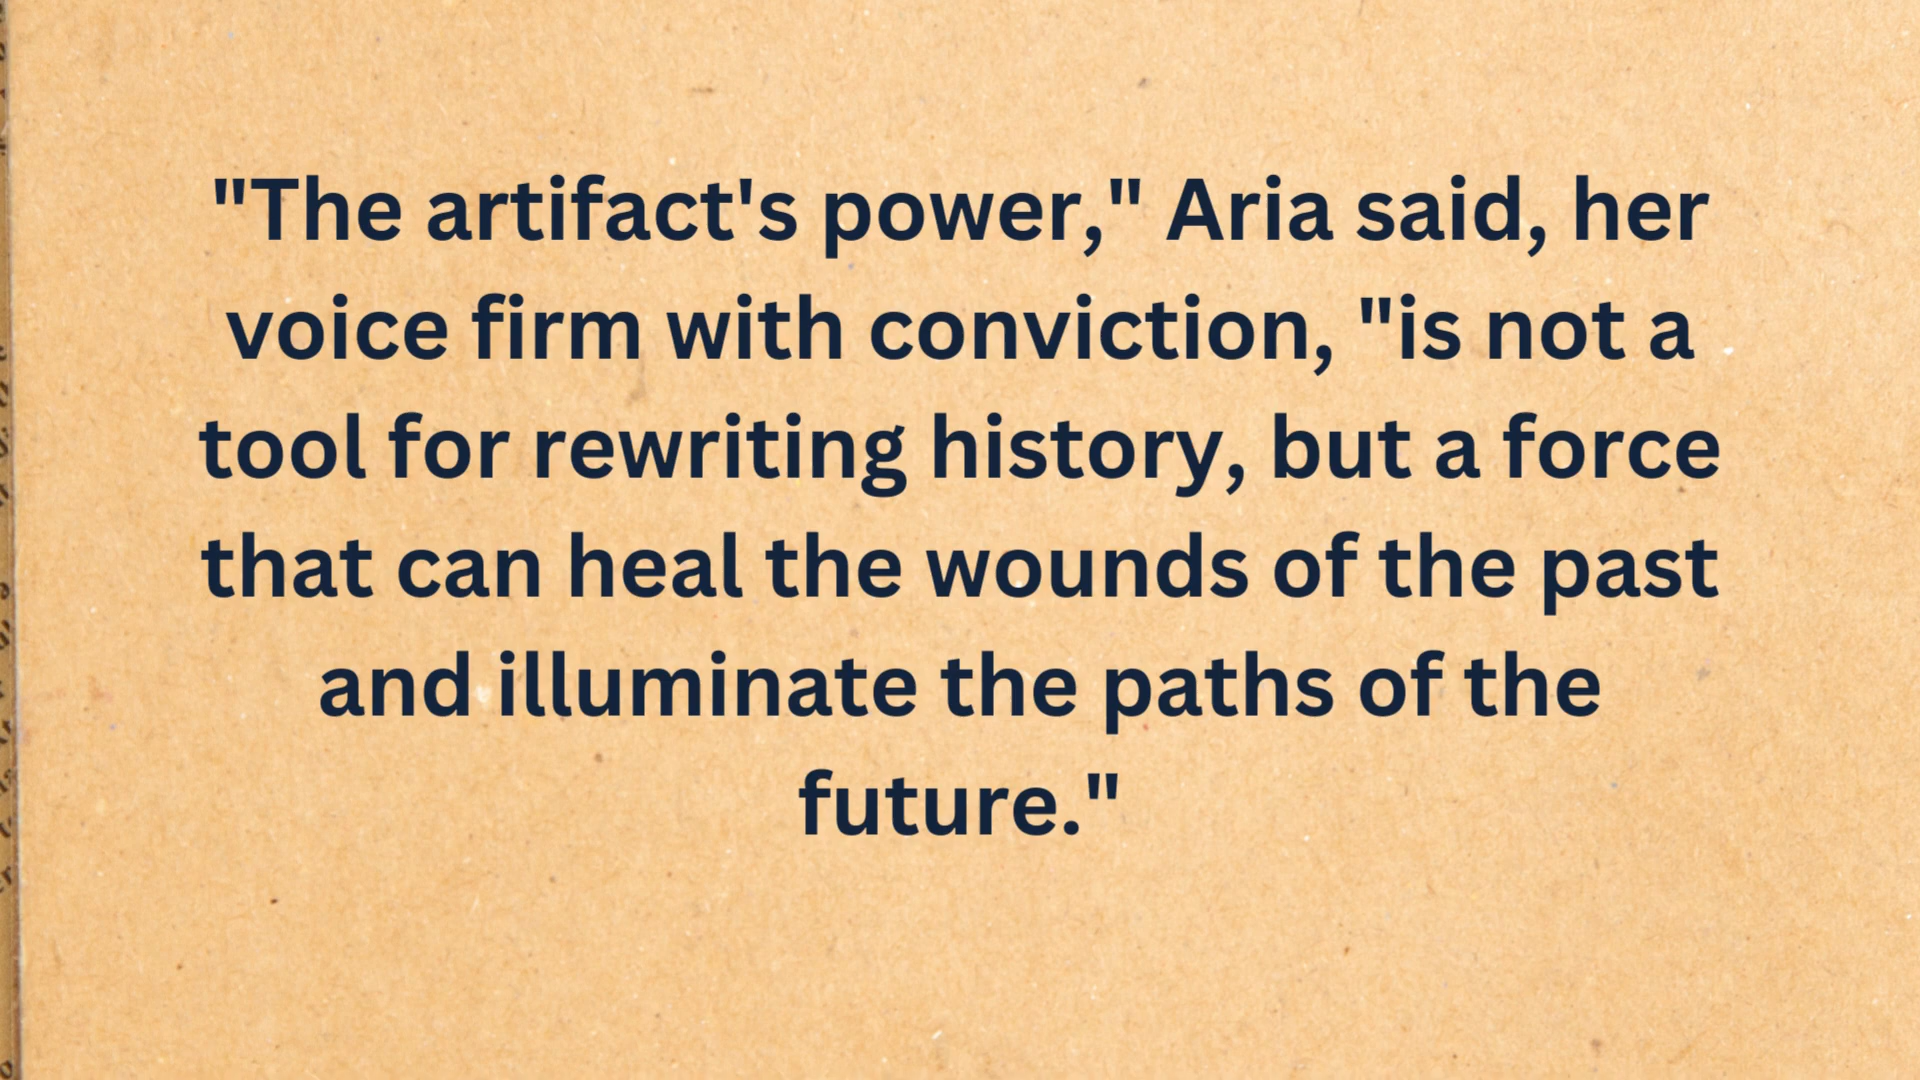 "The artifact's power," Aria said, her
voice firm with conviction, "is not a
tool for rewriting history, but a force
that can heal the wounds of the past
and illuminate the paths of the
future."